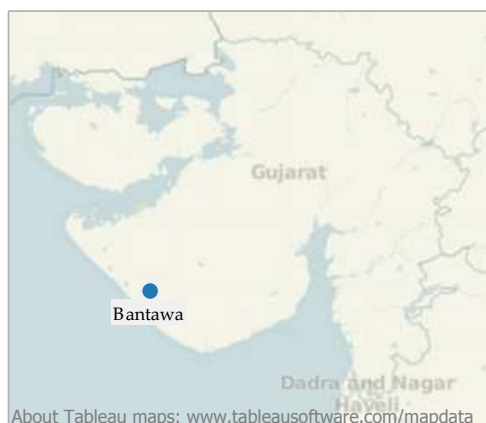 Gujarat
Bantawa
Dadra and Nagar
Haveli
About Tableau maps: www.tableausoftware.com/mapdata